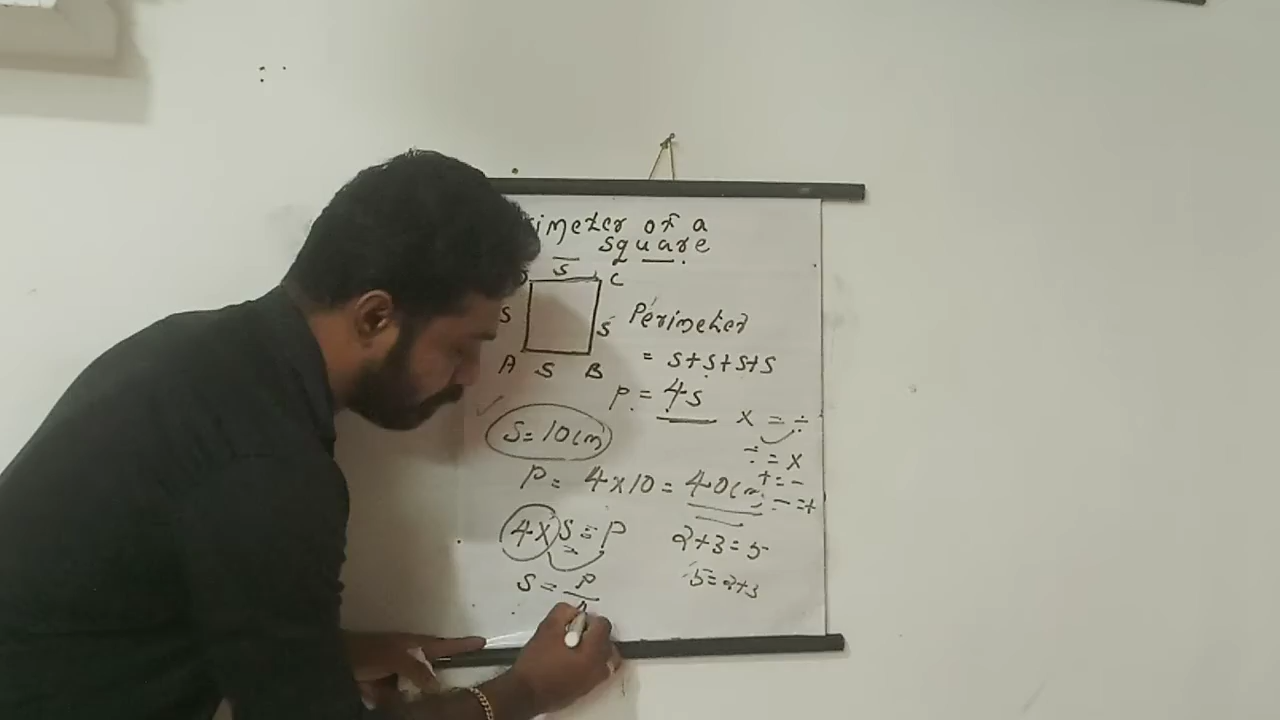 imeter of a
square
S
C
S
S
A S B
Perimeter
= S+S+S+S
P = 4S
S = 10cm
x = ÷
÷ = x
+ = -
- = +
P = 4x10 = 40cm
4x S = P
2+3=5
5=2+3
S = P